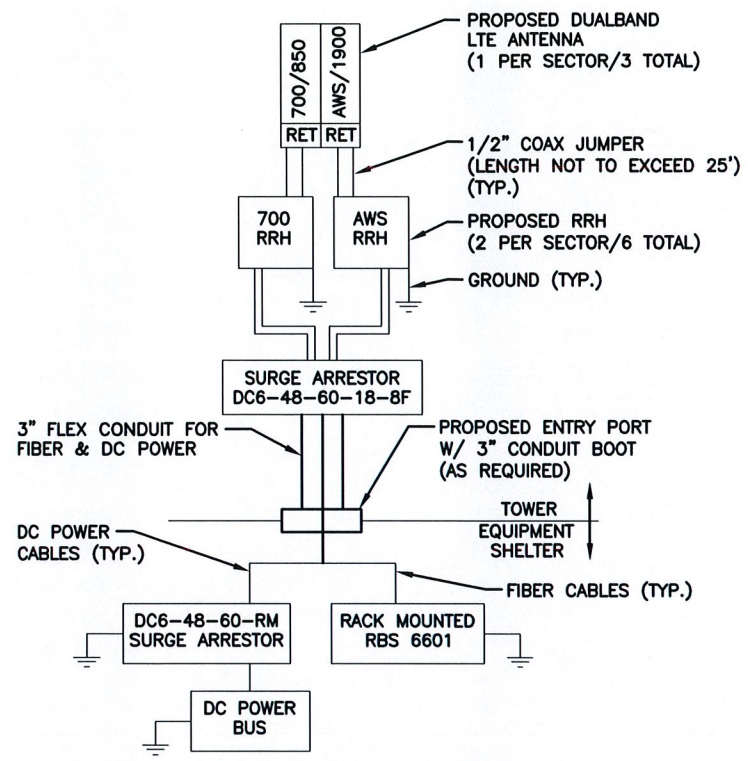 PROPOSED DUALBAND
LTE ANTENNA
(1 PER SECTOR/3 TOTAL)
700/850
AWS/1900
RET
RET
1/2" COAX JUMPER
(LENGTH NOT TO EXCEED 25')
(TYP.)
700
RRH
AWS
RRH
PROPOSED RRH
(2 PER SECTOR/6 TOTAL)
GROUND (TYP.)
SURGE ARRESTOR
DC6-48-60-18-8F
3" FLEX CONDUIT FOR
FIBER & DC POWER
PROPOSED ENTRY PORT
W/ 3" CONDUIT BOOT
(AS REQUIRED)
TOWER
EQUIPMENT
SHELTER
DC POWER
CABLES (TYP.)
FIBER CABLES (TYP.)
DC6-48-60-RM
SURGE ARRESTOR
RACK MOUNTED
RBS 6601
DC POWER
BUS